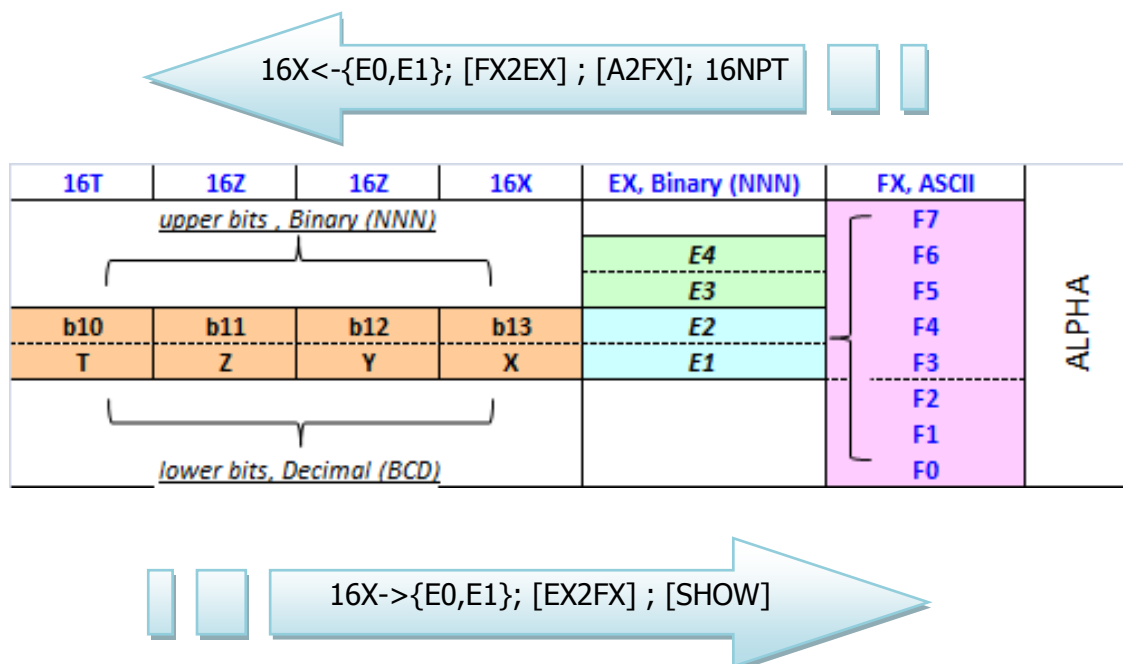 16X<-{E0,E1}; [FX2EX] ; [A2FX]; 16NPT
16T 16Z 16Z 16X EX, Binary (NNN) FX, ASCII
upper bits , Binary (NNN)
F7
E4 F6
E3 F5
b10 b11 b12 b13 E2 F4
T Z Y X E1 F3
F2
F1
lower bits, Decimal (BCD) F0
ALPHA
16X->{E0,E1}; [EX2FX] ; [SHOW]